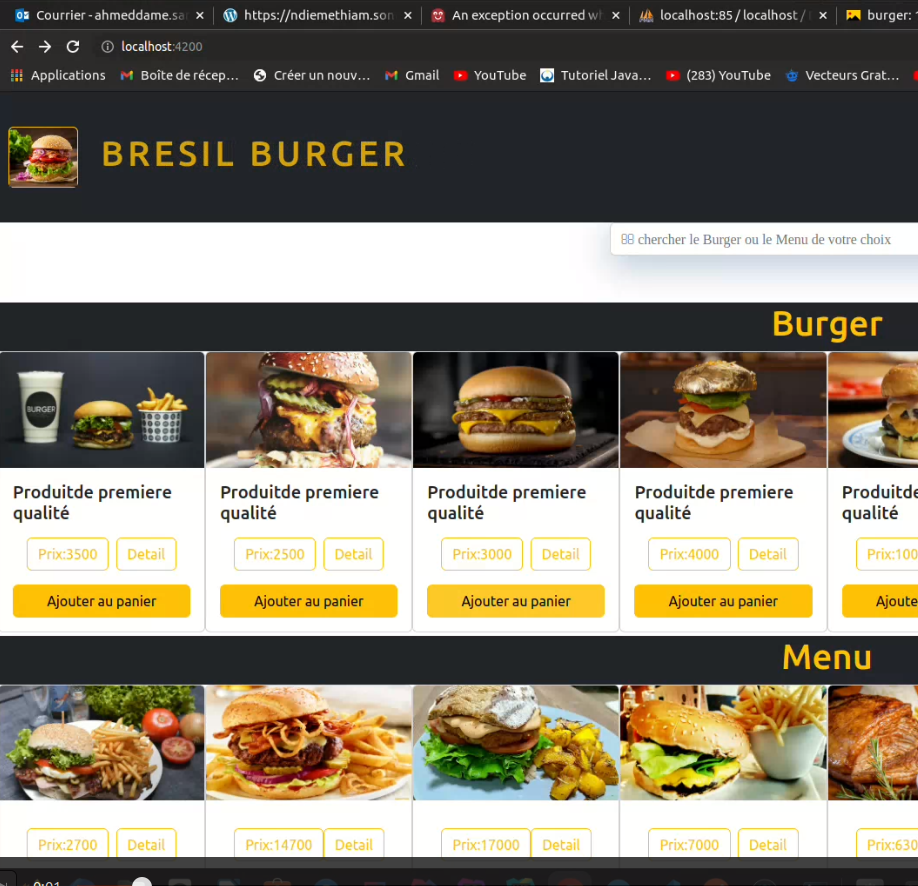 Courrier - ahmeddame.sa
https://ndiemethiam.son
An exception occurred wh
localhost:85 / localhost /
burger:
localhost:4200
Applications
Boîte de récep...
Créer un nouv...
Gmail
YouTube
Tutoriel Java...
(283) YouTube
Vecteurs Grat...
BRESIL BURGER
chercher le Burger ou le Menu de votre choix
Burger
BURGER
Produitde premiere
qualité
Prix:3500 Detail
Ajouter au panier
Produitde premiere
qualité
Prix:2500 Detail
Ajouter au panier
Produitde premiere
qualité
Prix:3000 Detail
Ajouter au panier
Produitde premiere
qualité
Prix:4000 Detail
Ajouter au panier
Produitde
qualité
Prix:100
Ajoute
Menu
Prix:2700 Detail
Prix:14700 Detail
Prix:17000 Detail
Prix:7000 Detail
Prix:630